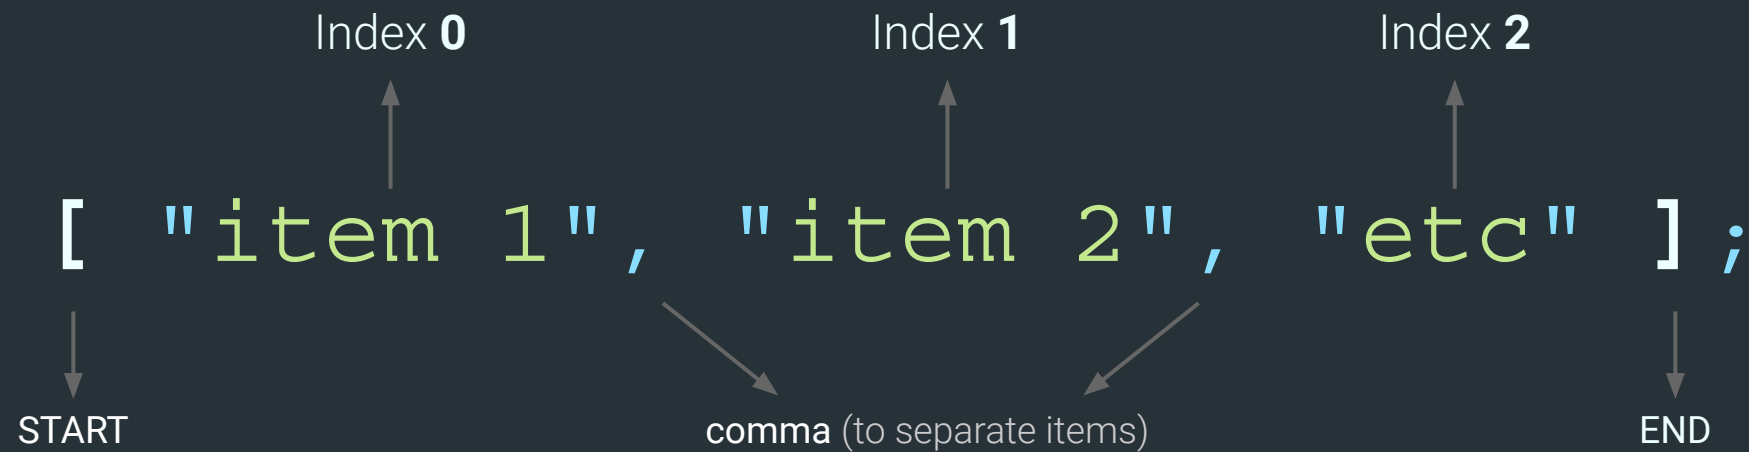 Index 0 Index 1 Index 2
[ "item 1", "item 2", "etc" ];
START comma (to separate items) END